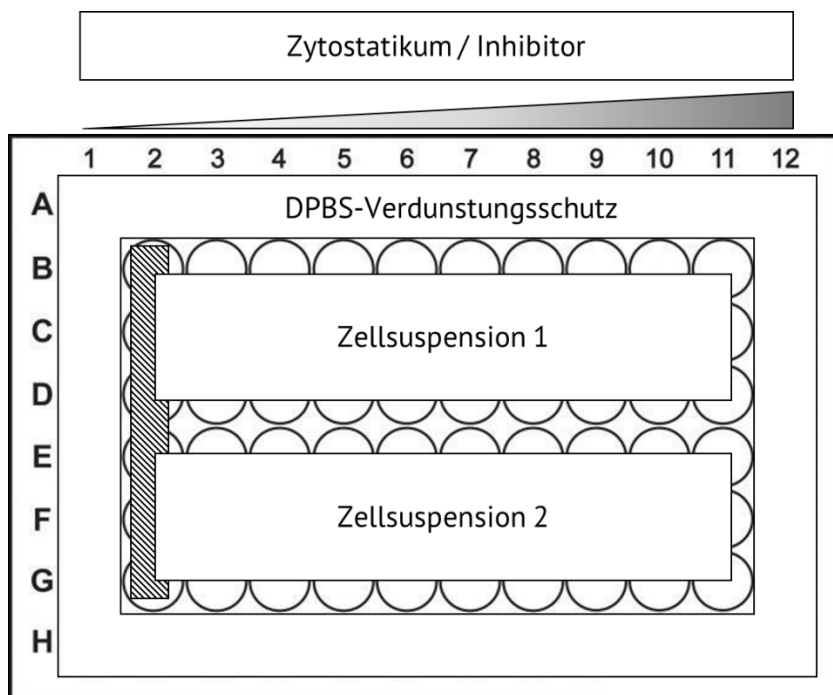 Zytostatikum / Inhibitor
1 2 3 4 5 6 7 8 9 10 11 12
A
DPBS-Verdunstungsschutz
B
C
Zellsuspension 1
D
E
F
Zellsuspension 2
G
H